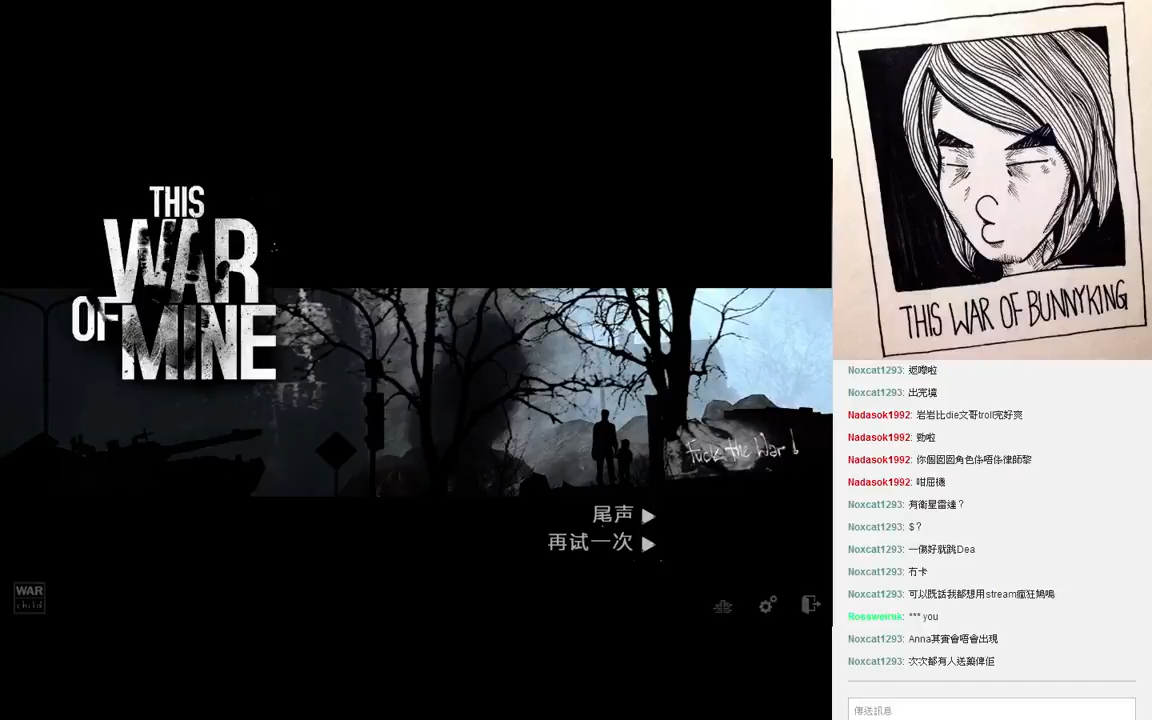 THIS
WAR
OF
MINE
Fuck the War!
尾声
再试一次
WAR
THIS WAR OF BUNNYKING
Noxcat1293: 返嚟啦
Noxcat1293: 出完境
Nadasok1992: 岩岩比die文哥troll完好爽
Nadasok1992: 勁啦
Nadasok1992: 你個囡囡角色係唔係律師黎
Nadasok1992: 咁屈機
Noxcat1293: 有衛星雷達？
Noxcat1293: $？
Noxcat1293: 一傷好就跳Dea
Noxcat1293: 冇卡
Noxcat1293: 可以既話我都想用stream瘋狂鳩鳴
Rossweiruk: *** you
Noxcat1293: Anna其實會唔會出現
Noxcat1293: 次次都有人送藥俾佢
傳送訊息